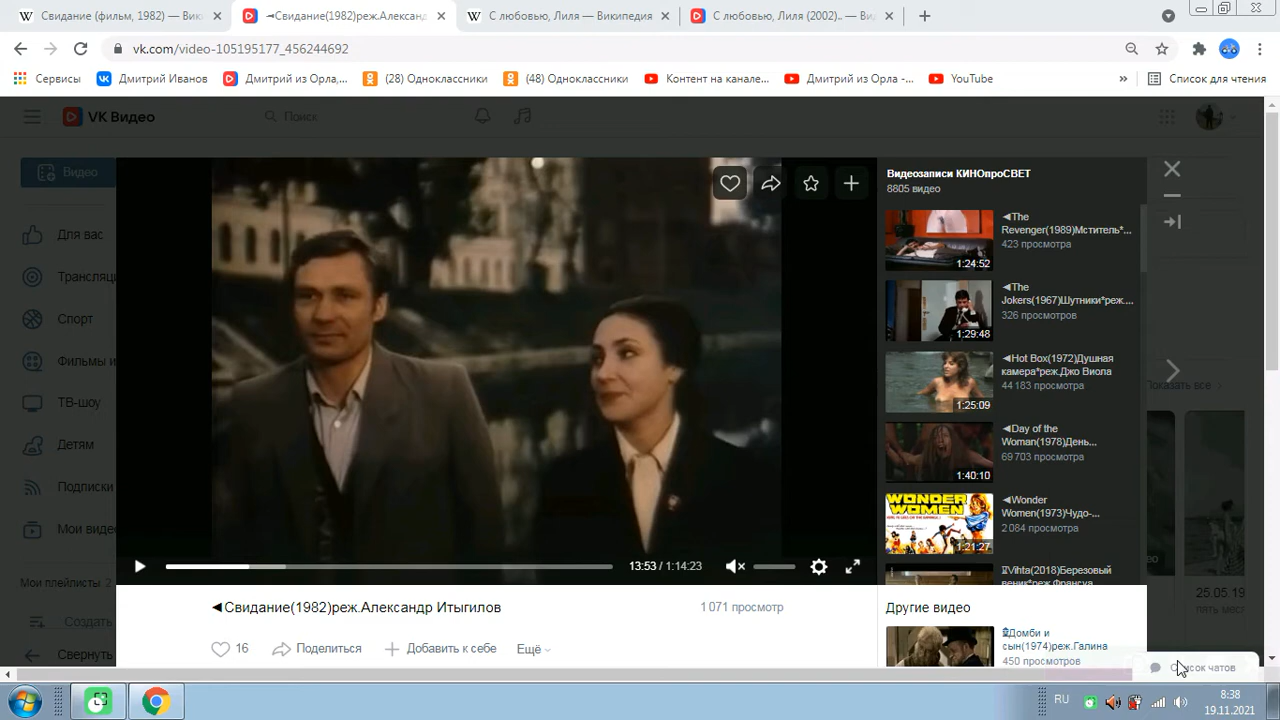 Свидание (фильм, 1982) — Вики
◄Свидание(1982)реж.Александ
С любовью, Лиля — Википедия
С любовью, Лиля (2002).. — Ви
vk.com/video-105195177_456244692
Сервисы
Дмитрий Иванов
Дмитрий из Орла,...
(28) Одноклассники
(48) Одноклассники
Контент на канале...
Дмитрий из Орла -...
YouTube
»
Список для чтения
VK Видео
Поиск
Видео
Для вас
Трансляц
Спорт
Фильмы и
ТВ-шоу
Детям
Подписки
Мои виде
Мои плейлисты 2
Создать
Свернуть
Видеозаписи КИНОпроСВЕТ
8805 видео
◄The
Revenger(1989)Мститель*...
423 просмотра
1:24:52
◄The
Jokers(1967)Шутники*реж....
326 просмотров
1:29:48
◄Hot Box(1972)Душная
камера*реж.Джо Виола
44 183 просмотра
1:25:09
◄Day of the
Woman(1978)День...
69 703 просмотра
1:40:10
WONDER
WOMEN
◄Wonder
Women(1973)Чудо-...
2 084 просмотра
1:21:27
Vihta(2018)Березовый
веник*реж.Франсуа
Показать все
25.05.19
пять мес
13:53 / 1:14:23
◄Свидание(1982)реж.Александр Итыгилов
1 071 просмотр
16
Поделиться
Добавить к себе
Ещё
Другие видео
Домби и
сын(1974)реж.Галина
450 просмотров
Список чатов
RU
8:38
19.11.2021